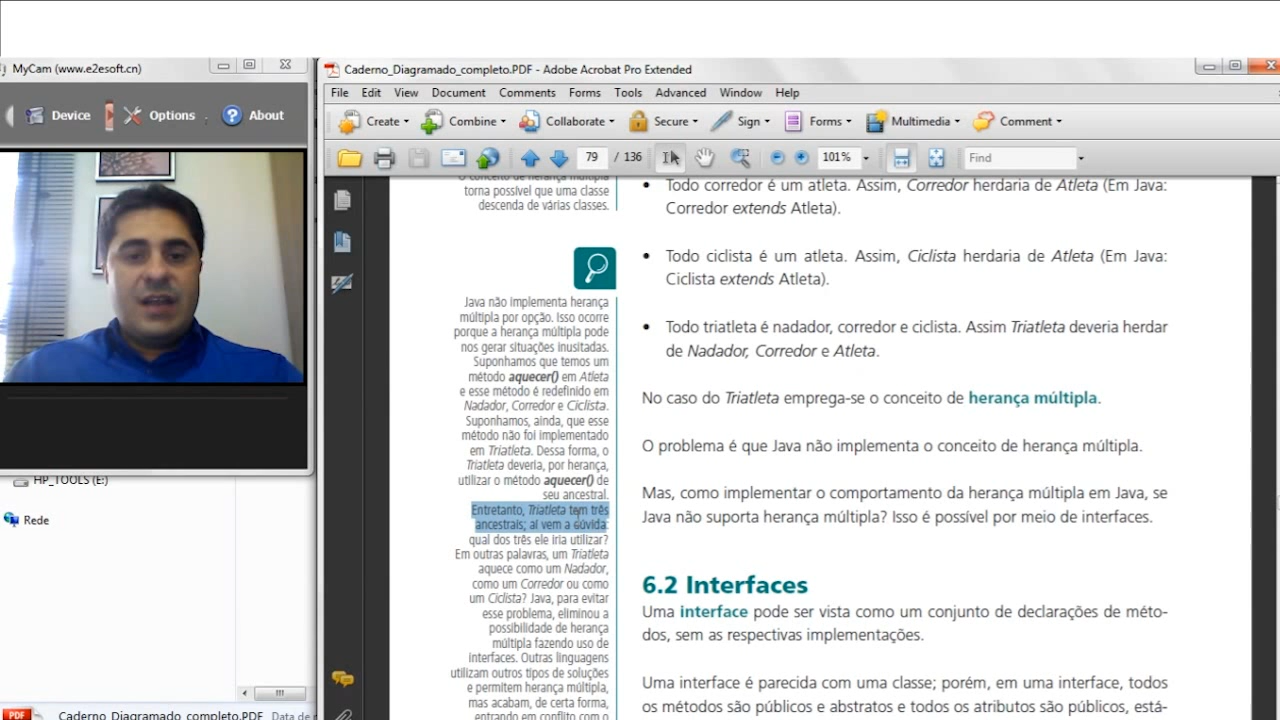 MyCam (www.e2esoft.cn)
Device
Options
About
HP_TOOLS (E:)
Rede
Caderno_Diagramado_completo.PDF
Data de
Caderno_Diagramado_completo.PDF - Adobe Acrobat Pro Extended
File Edit View Document Comments Forms Tools Advanced Window Help
Create Combine Collaborate Secure Sign Forms Multimedia Comment
79 / 136 101% Find
O conceito de herança múltipla
torna possível que uma classe
descenda de várias classes.
Java não implementa herança
múltipla por opção. Isso ocorre
porque a herança múltipla pode
nos gerar situações inusitadas.
Suponhamos que temos um
método aquecer() em Atleta
e esse método é redefinido em
Nadador, Corredor e Ciclista.
Suponhamos, ainda, que esse
método não foi implementado
em Triatleta. Dessa forma, o
Triatleta deveria, por herança,
utilizar o método aquecer() de
seu ancestral.
Entretanto, Triatleta tem três
ancestrais; aí vem a dúvida:
qual dos três ele iria utilizar?
Em outras palavras, um Triatleta
aquece como um Nadador,
como um Corredor ou como
um Ciclista? Java, para evitar
esse problema, eliminou a
possibilidade de herança
múltipla fazendo uso de
interfaces. Outras linguagens
utilizam outros tipos de soluções
e permitem herança múltipla,
mas acabam, de certa forma,
entrando em conflito com o
• Todo corredor é um atleta. Assim, Corredor herdaria de Atleta (Em Java:
Corredor extends Atleta).
• Todo ciclista é um atleta. Assim, Ciclista herdaria de Atleta (Em Java:
Ciclista extends Atleta).
• Todo triatleta é nadador, corredor e ciclista. Assim Triatleta deveria herdar
de Nadador, Corredor e Atleta.
No caso do Triatleta emprega-se o conceito de herança múltipla.
O problema é que Java não implementa o conceito de herança múltipla.
Mas, como implementar o comportamento da herança múltipla em Java, se
Java não suporta herança múltipla? Isso é possível por meio de interfaces.
6.2 Interfaces
Uma interface pode ser vista como um conjunto de declarações de méto-
dos, sem as respectivas implementações.
Uma interface é parecida com uma classe; porém, em uma interface, todos
os métodos são públicos e abstratos e todos os atributos são públicos, está-